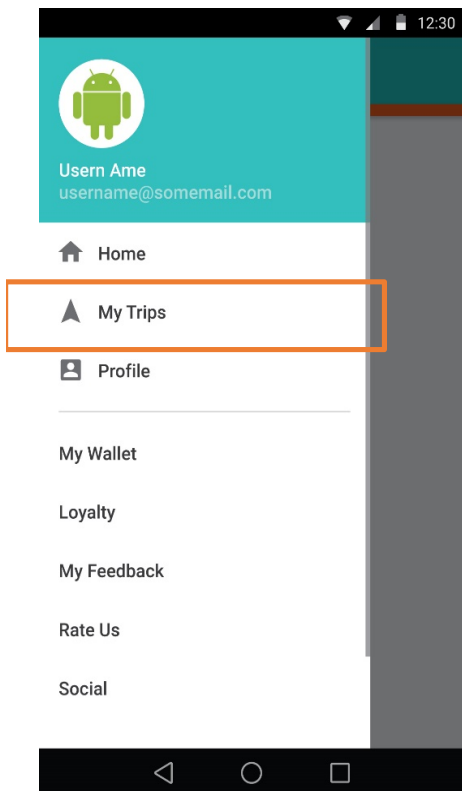 12:30
Usern Ame
username@somemail.com
Home
My Trips
Profile
My Wallet
Loyalty
My Feedback
Rate Us
Social